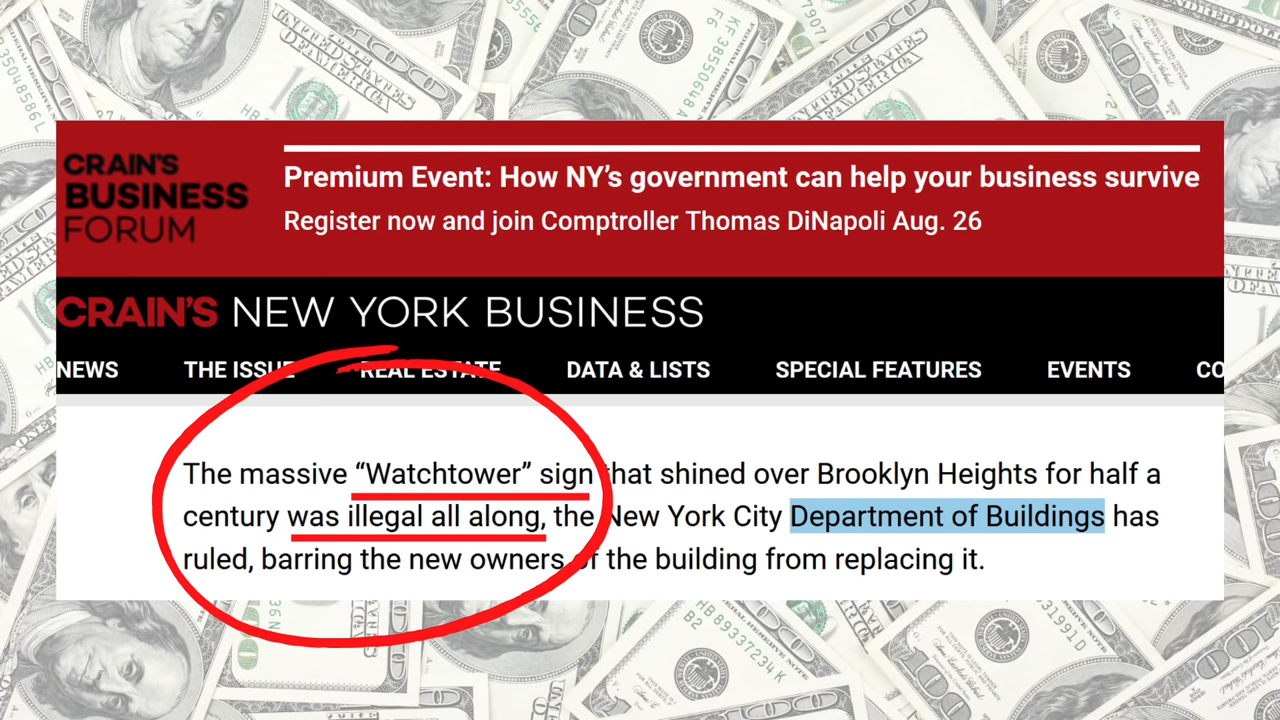 CRAIN'S
BUSINESS
FORUM
Premium Event: How NY's government can help your business survive
Register now and join Comptroller Thomas DiNapoli Aug. 26
CRAIN'S NEW YORK BUSINESS
NEWS THE ISSUE REAL ESTATE DATA & LISTS SPECIAL FEATURES EVENTS CO
The massive “Watchtower” sign that shined over Brooklyn Heights for half a
century was illegal all along, the New York City Department of Buildings has
ruled, barring the new owners of the building from replacing it.